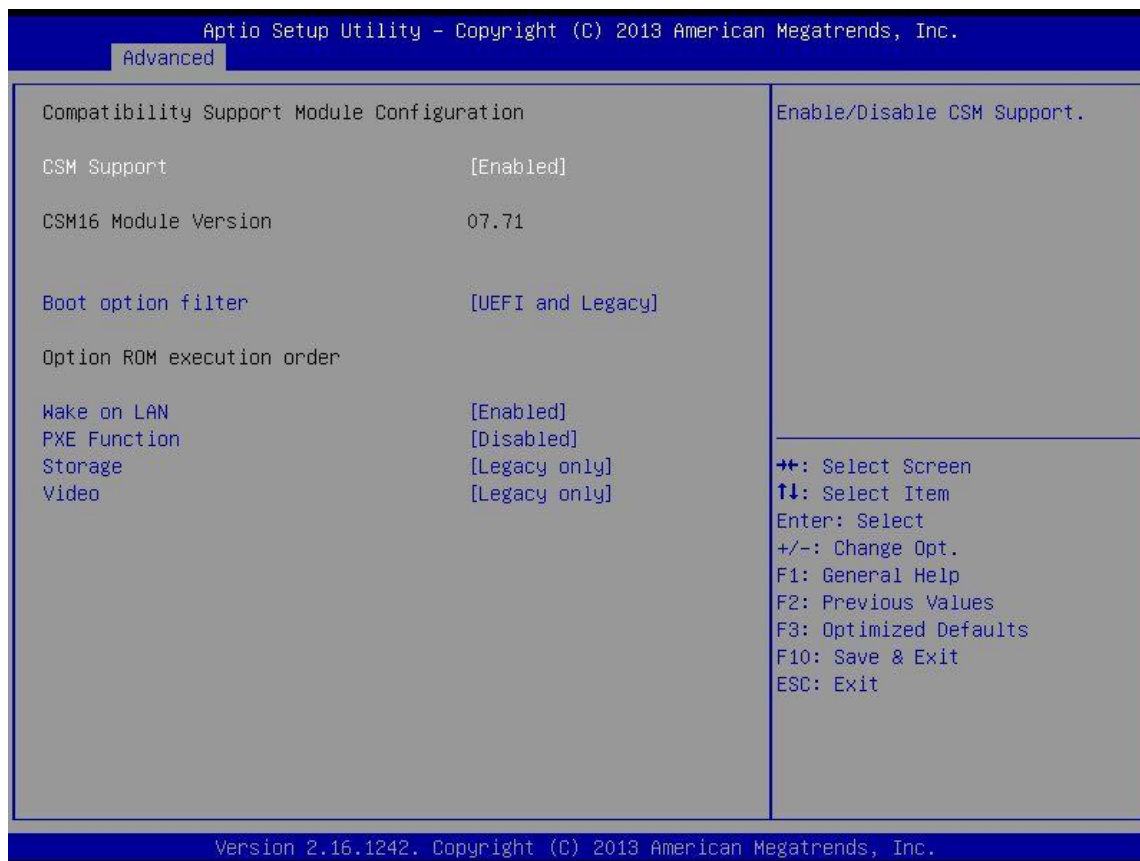 Aptio Setup Utility – Copyright (C) 2013 American Megatrends, Inc.
Advanced
Compatibility Support Module Configuration
CSM Support [Enabled]
CSM16 Module Version 07.71
Boot option filter [UEFI and Legacy]
Option ROM execution order
Wake on LAN [Enabled]
PXE Function [Disabled]
Storage [Legacy only]
Video [Legacy only]
Enable/Disable CSM Support.
→←: Select Screen
↑↓: Select Item
Enter: Select
+/-: Change Opt.
F1: General Help
F2: Previous Values
F3: Optimized Defaults
F10: Save & Exit
ESC: Exit
Version 2.16.1242. Copyright (C) 2013 American Megatrends, Inc.